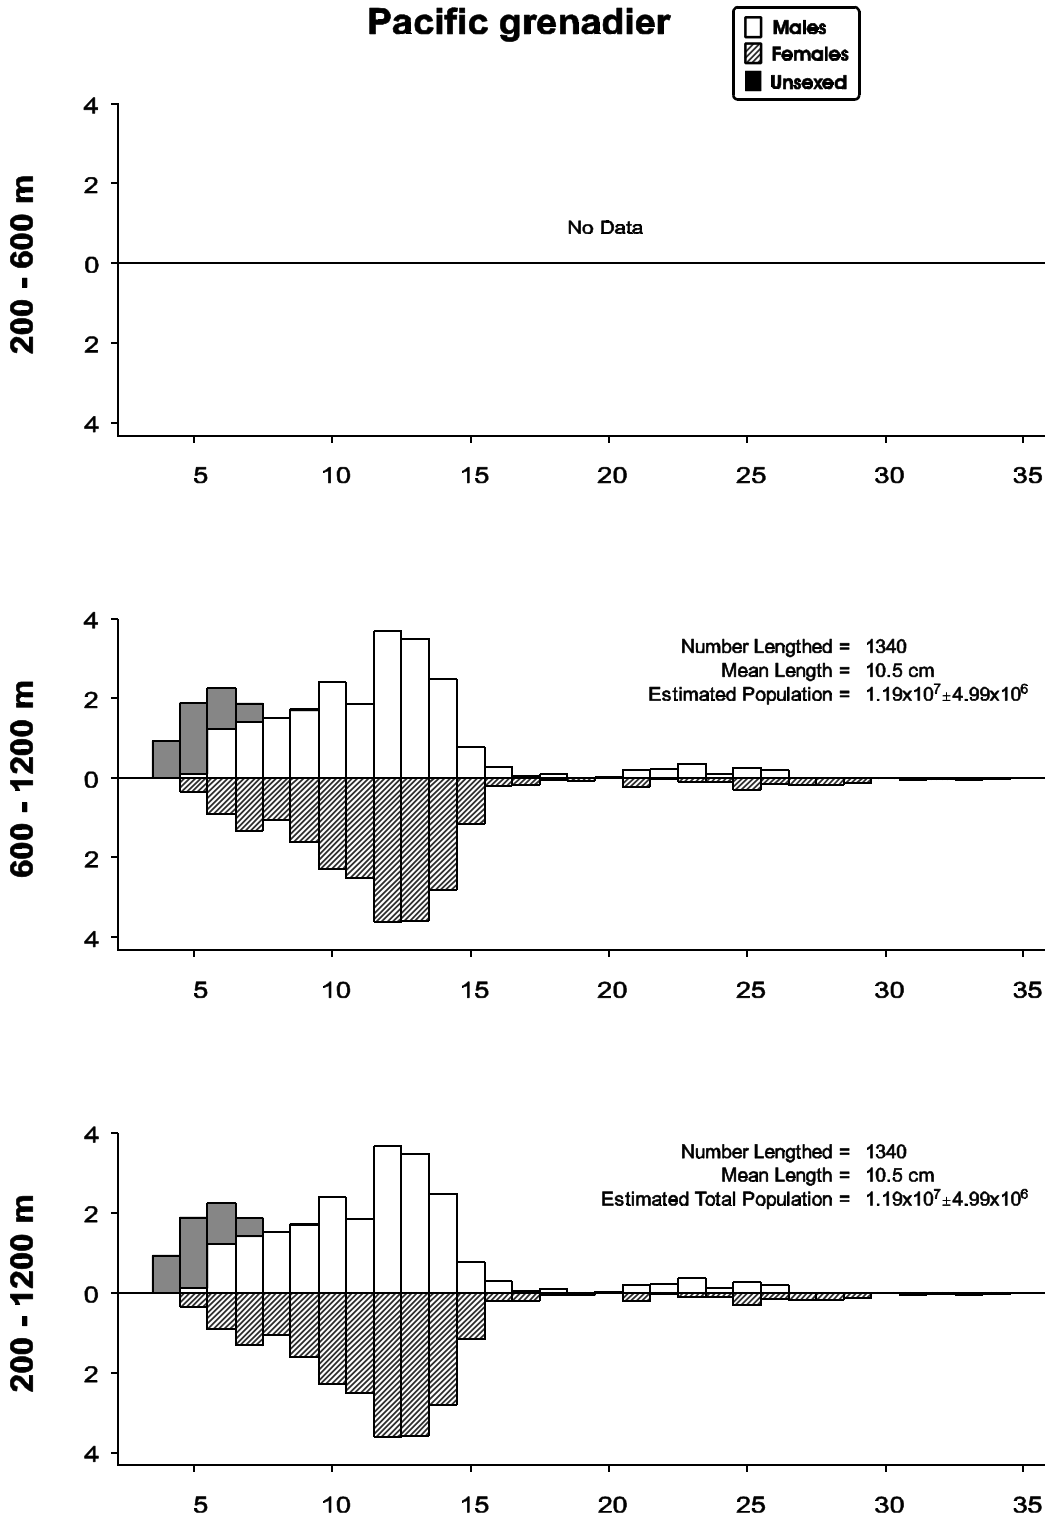 Pacific grenadier
Males
Females
Unsexed
200 - 600 m
4
2
0
2
4
No Data
5 10 15 20 25 30 35
600 - 1200 m
4
2
0
2
4
Number Lengthed = 1340
Mean Length = 10.5 cm
Estimated Population = 1.19x10⁷±4.99x10⁶
5 10 15 20 25 30 35
200 - 1200 m
4
2
0
2
4
Number Lengthed = 1340
Mean Length = 10.5 cm
Estimated Total Population = 1.19x10⁷±4.99x10⁶
5 10 15 20 25 30 35